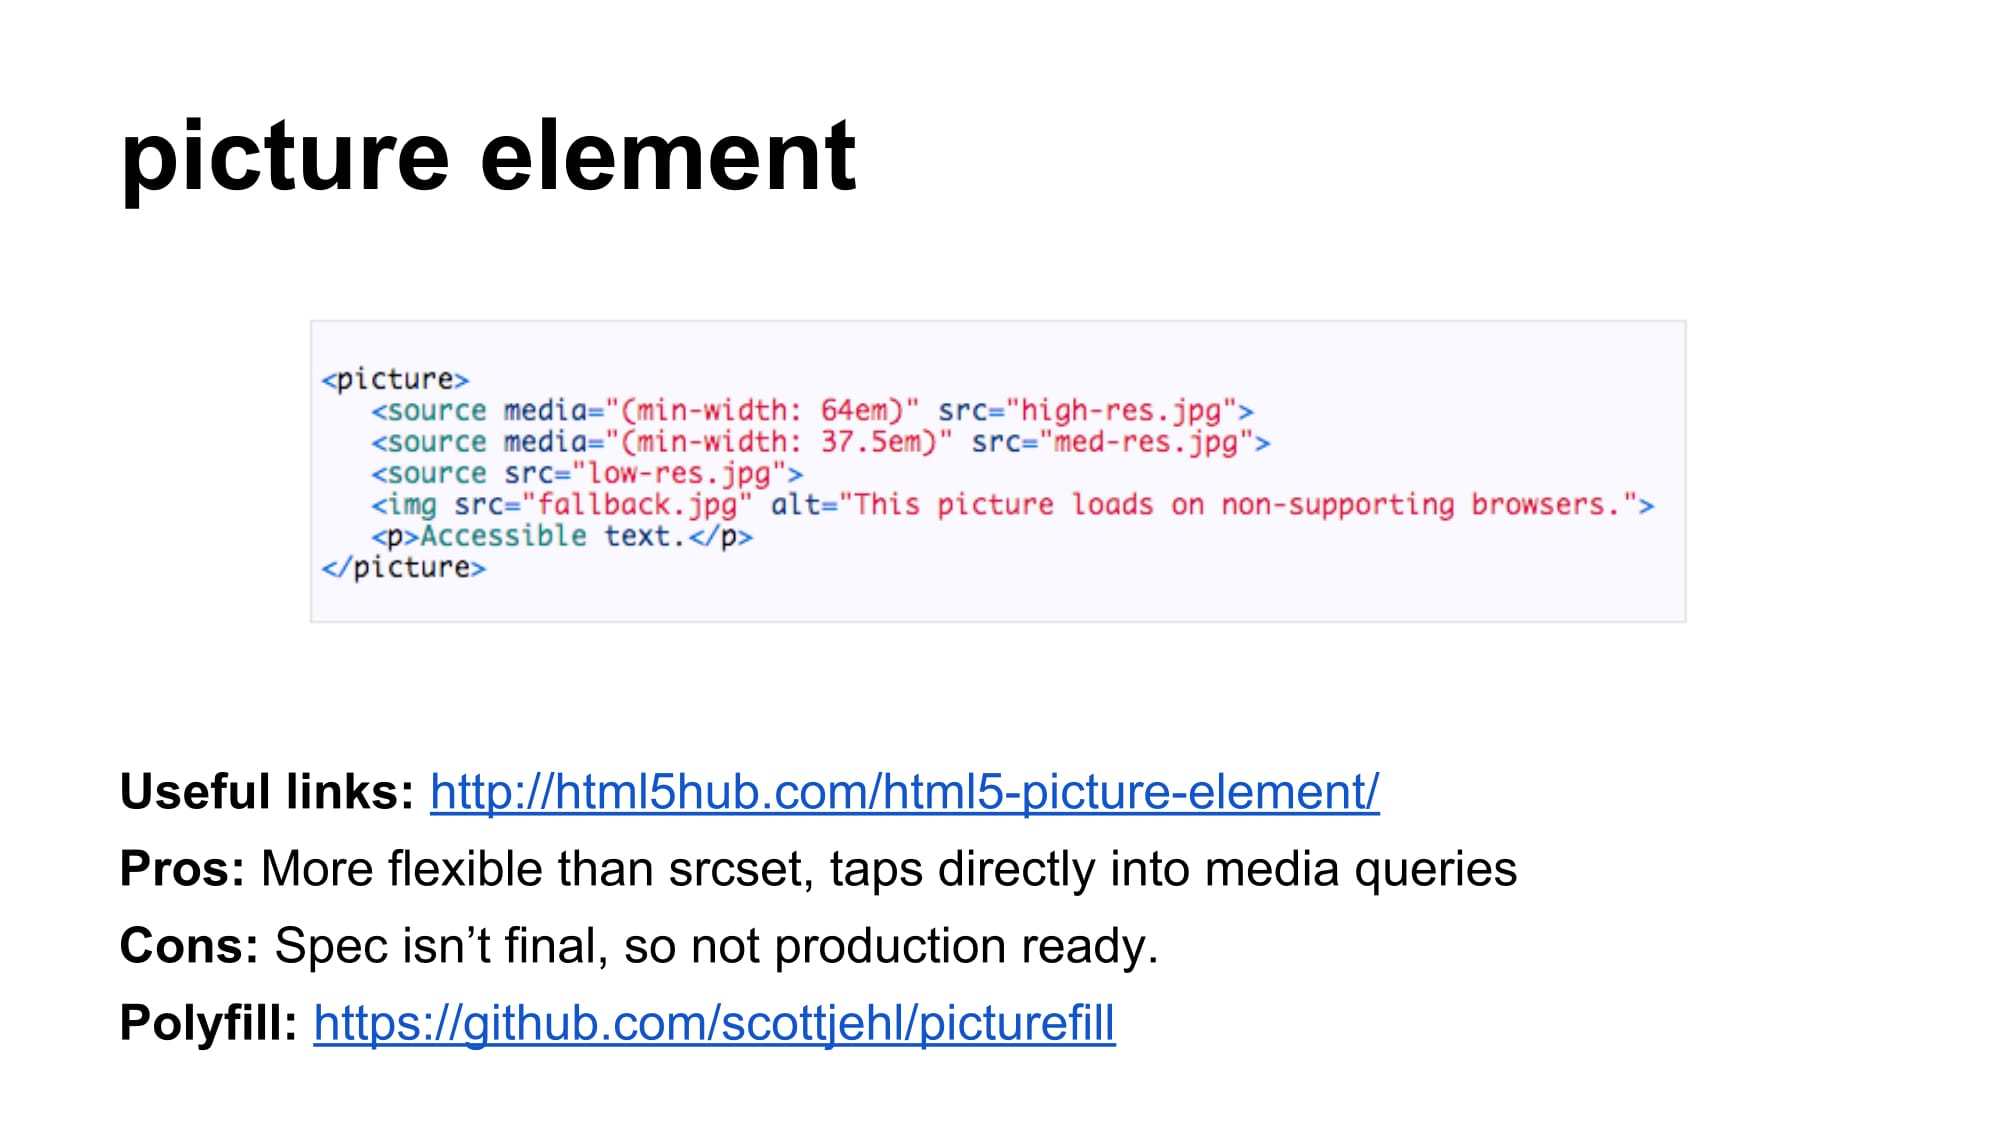 picture element
<picture>
   <source media="(min-width: 64em)" src="high-res.jpg">
   <source media="(min-width: 37.5em)" src="med-res.jpg">
   <source src="low-res.jpg">
   <img src="fallback.jpg" alt="This picture loads on non-supporting browsers.">
   <p>Accessible text.</p>
</picture>
Useful links: http://html5hub.com/html5-picture-element/
Pros: More flexible than srcset, taps directly into media queries
Cons: Spec isn’t final, so not production ready.
Polyfill: https://github.com/scottjehl/picturefill